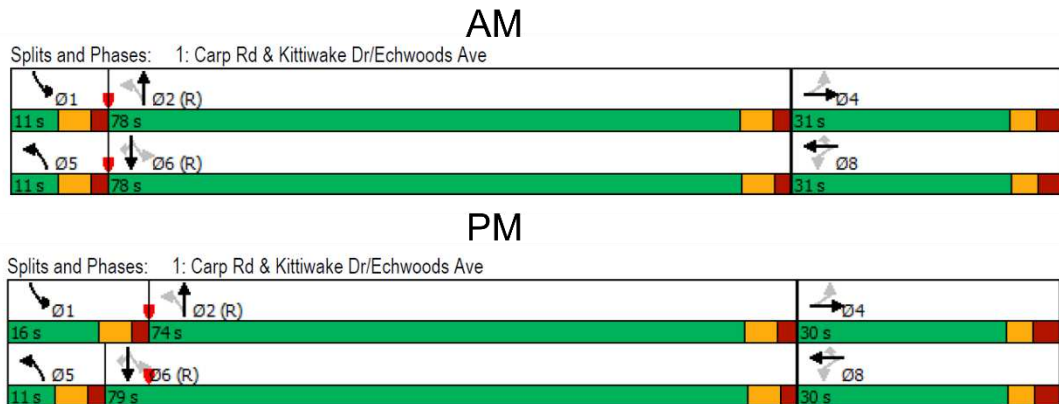 AM
Splits and Phases: 1: Carp Rd & Kittiwake Dr/Echwoods Ave
Ø1 Ø2 (R) Ø4
11 s 78 s 31 s
Ø5 Ø6 (R) Ø8
11 s 78 s 31 s
PM
Splits and Phases: 1: Carp Rd & Kittiwake Dr/Echwoods Ave
Ø1 Ø2 (R) Ø4
16 s 74 s 30 s
Ø5 Ø6 (R) Ø8
11 s 79 s 30 s